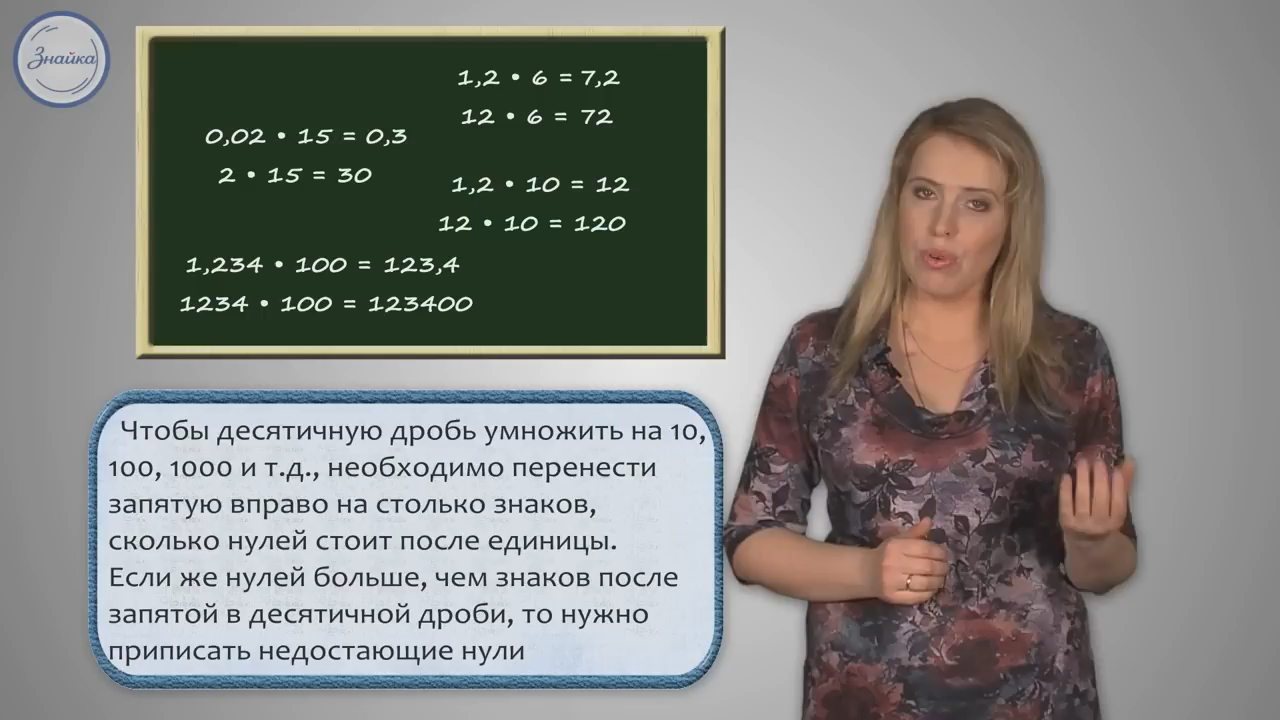 Знайка
1,2 • 6 = 7,2
12 • 6 = 72
0,02 • 15 = 0,3
2 • 15 = 30
1,2 • 10 = 12
12 • 10 = 120
1,234 • 100 = 123,4
1234 • 100 = 123400
Чтобы десятичную дробь умножить на 10,
100, 1000 и т.д., необходимо перенести
запятую вправо на столько знаков,
сколько нулей стоит после единицы.
Если же нулей больше, чем знаков после
запятой в десятичной дроби, то нужно
приписать недостающие нули